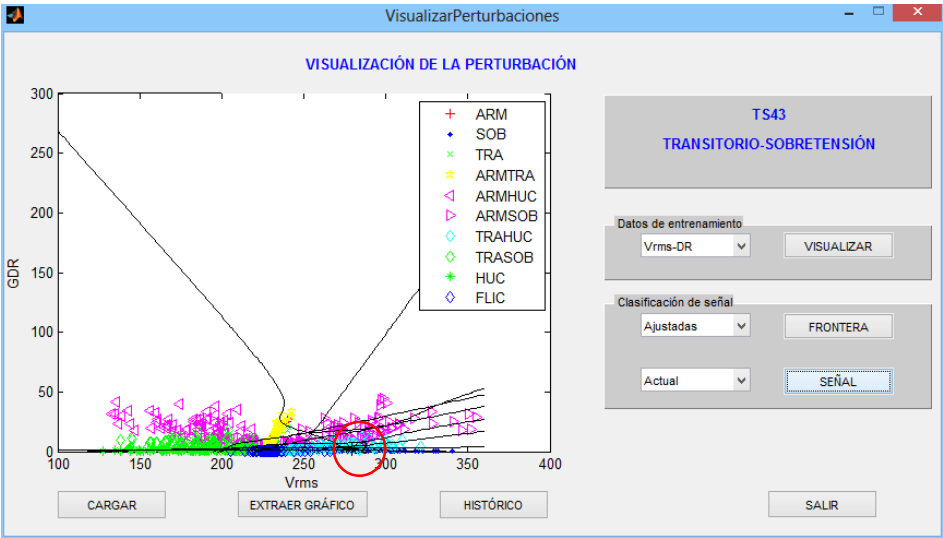 VisualizarPerturbaciones
VISUALIZACIÓN DE LA PERTURBACIÓN
300
250
200
150
100
50
0
GDR
100
150
200
250
300
350
400
Vrms
ARM
SOB
TRA
ARMTRA
ARMHUC
ARMSOB
TRAHUC
TRASOB
HUC
FLIC
TS43
TRANSITORIO-SOBRETENSIÓN
Datos de entrenamiento
Vrms-DR
VISUALIZAR
Clasificación de señal
Ajustadas
FRONTERA
Actual
SEÑAL
CARGAR
EXTRAER GRÁFICO
HISTÓRICO
SALIR